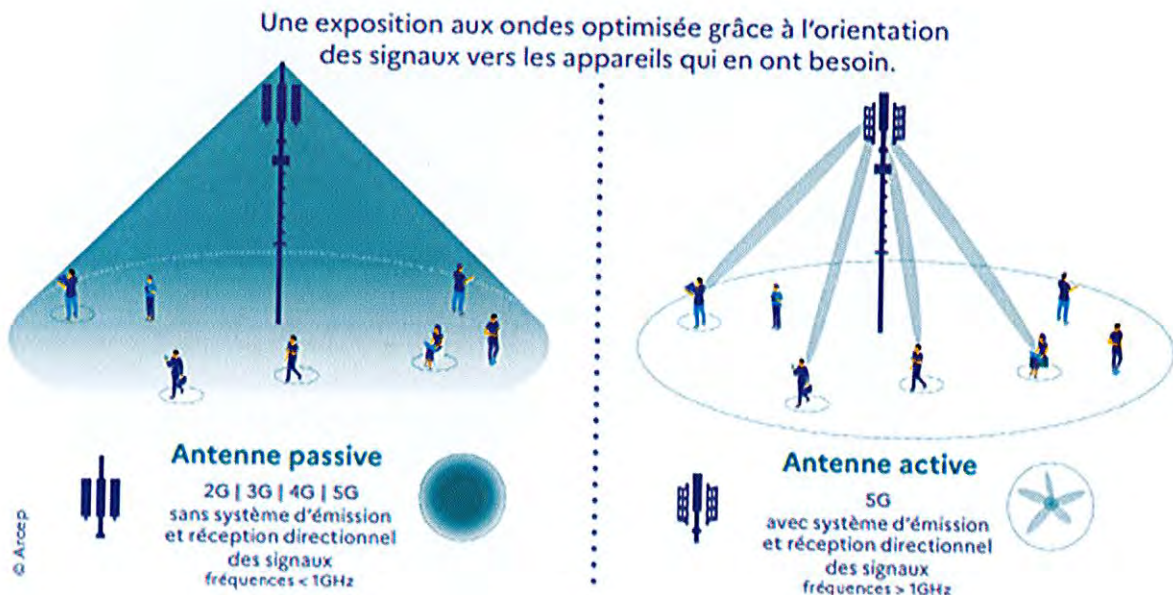 Une exposition aux ondes optimisée grâce à l'orientation
des signaux vers les appareils qui en ont besoin.
Antenne passive
2G | 3G | 4G | 5G
sans système d'émission
et réception directionnel
des signaux
fréquences < 1GHz
© Arcep
Antenne active
5G
avec système d'émission
et réception directionnel
des signaux
fréquences > 1GHz